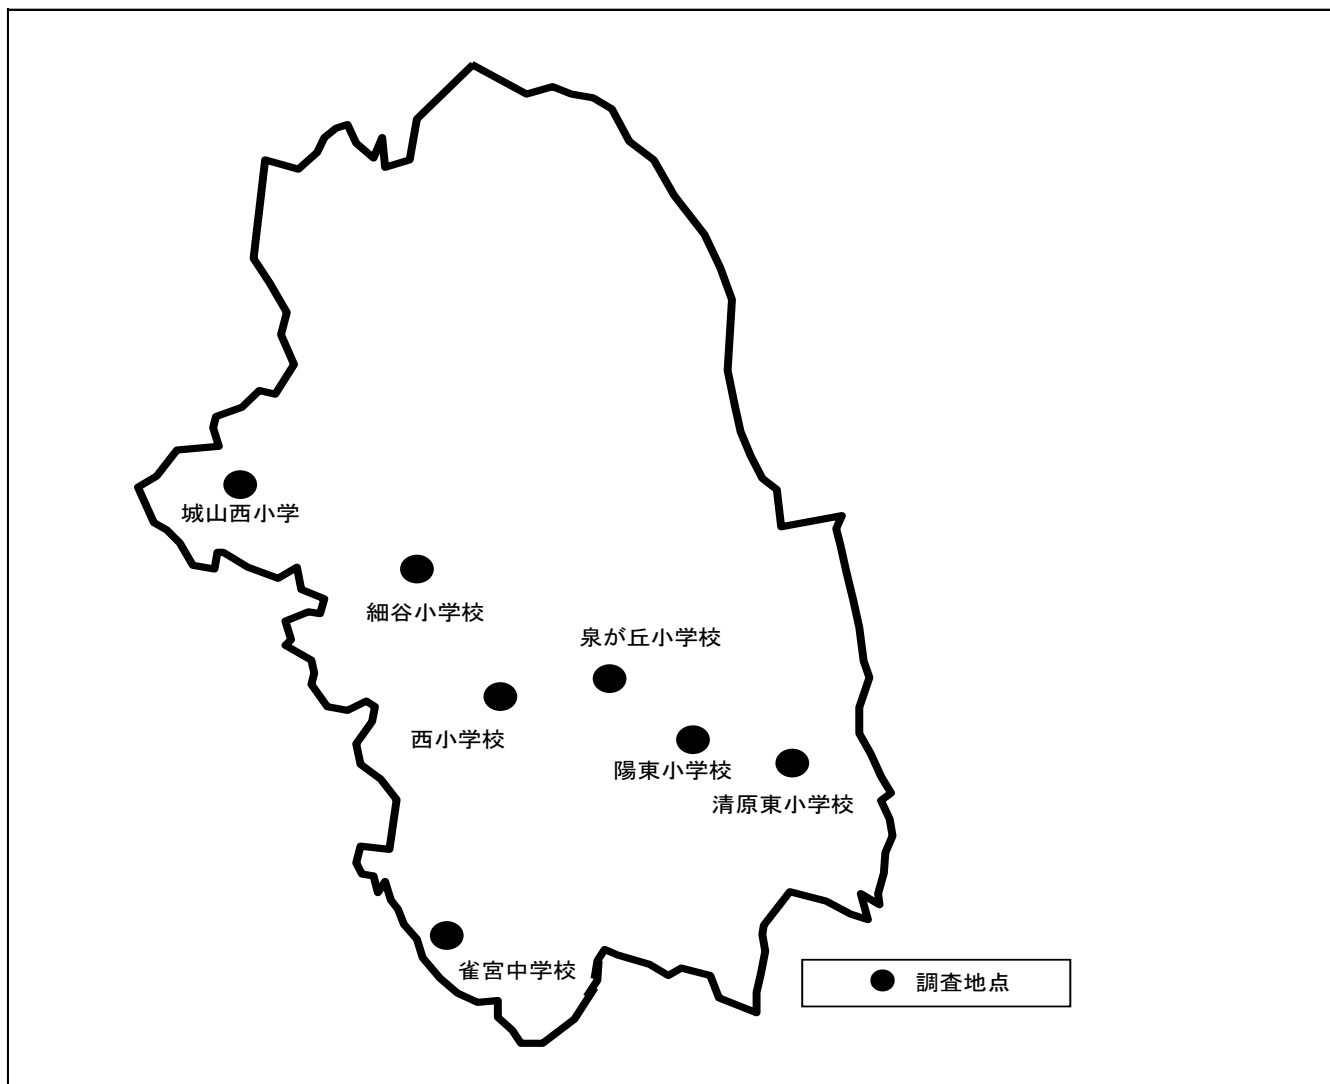 城山西小学
細谷小学校
泉が丘小学校
西小学校
陽東小学校
清原東小学校
雀宮中学校
調査地点